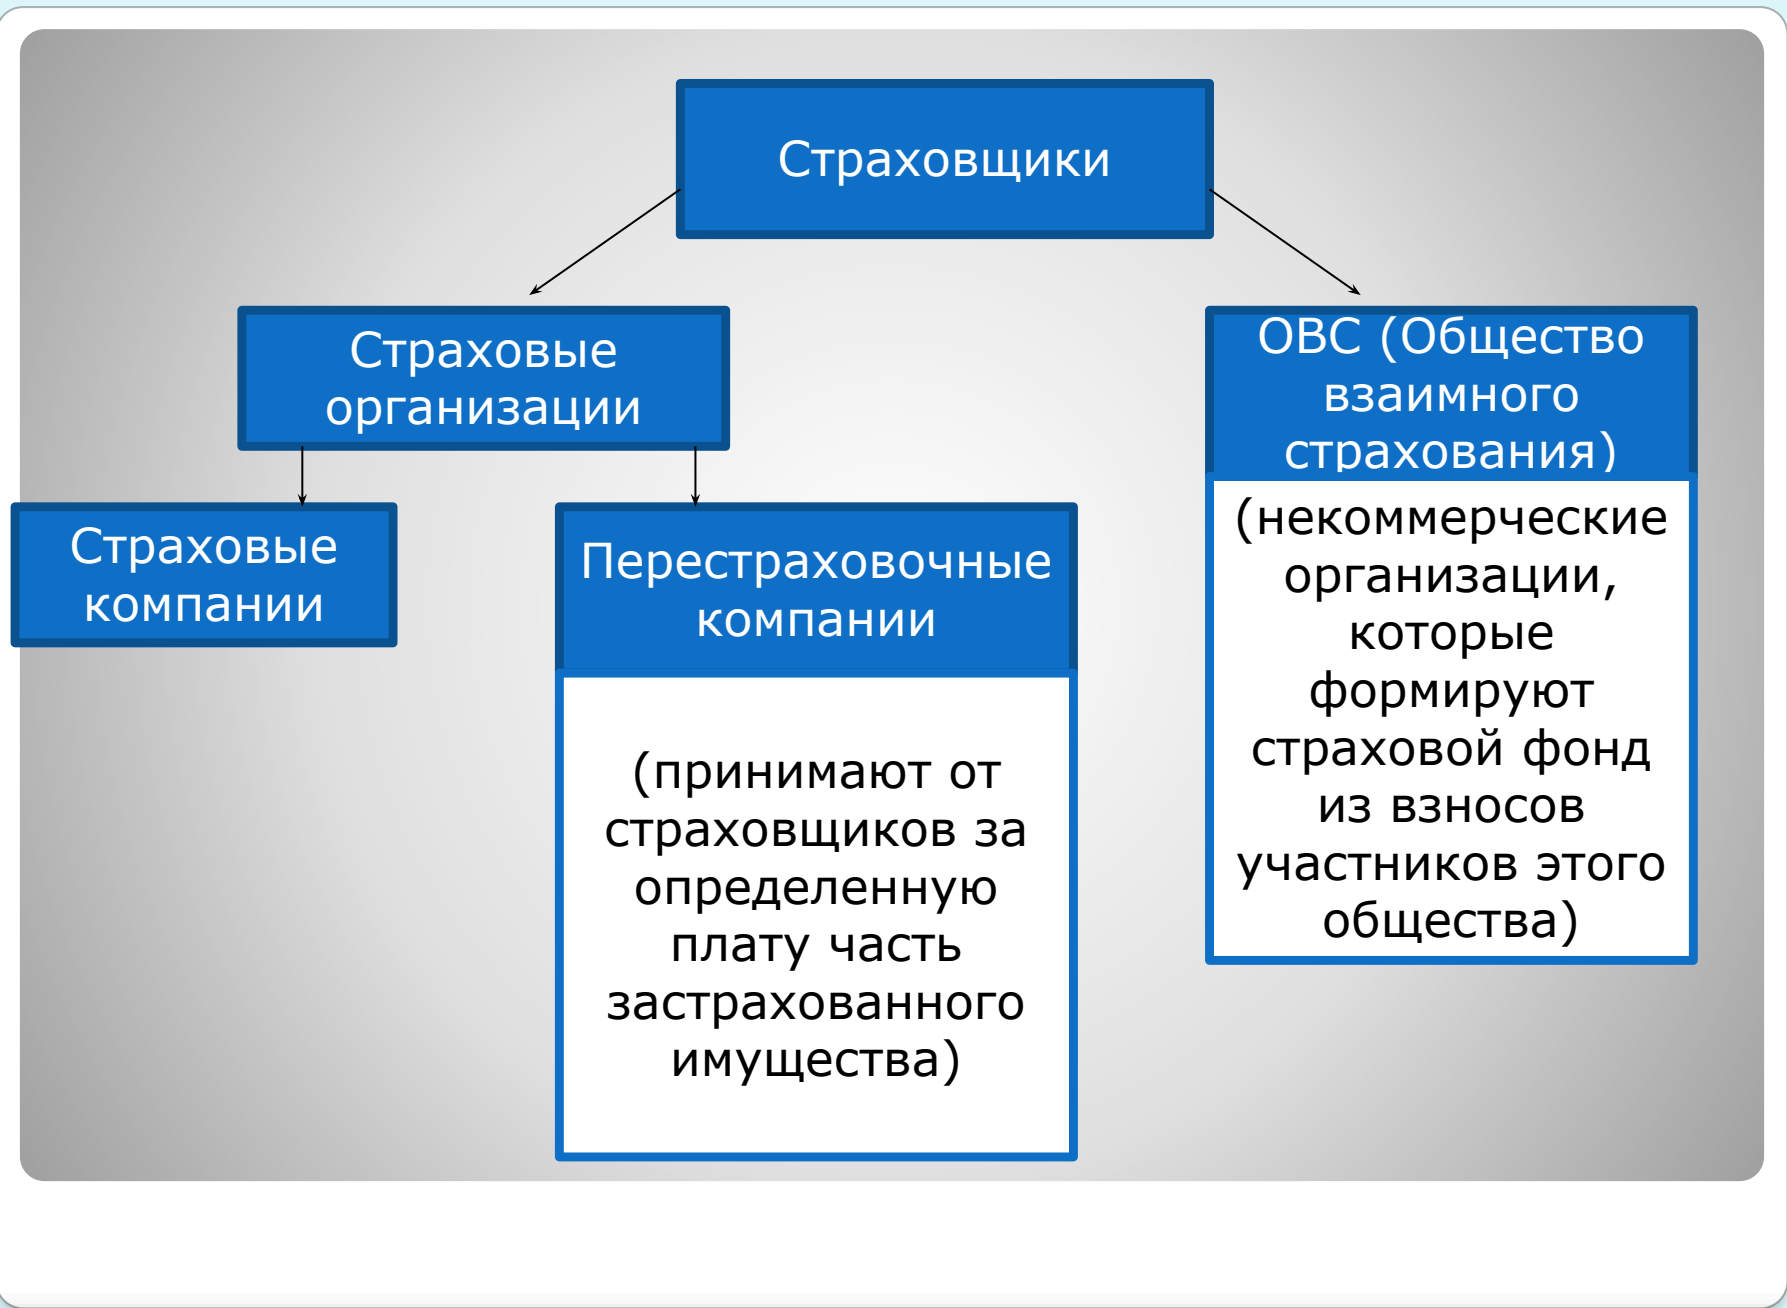 Страховщики
Страховые
организации
ОВС (Общество
взаимного
страхования)
Страховые
компании
Перестраховочные
компании
(принимают от
страховщиков за
определенную
плату часть
застрахованного
имущества)
(некоммерческие
организации,
которые
формируют
страховой фонд
из взносов
участников этого
общества)